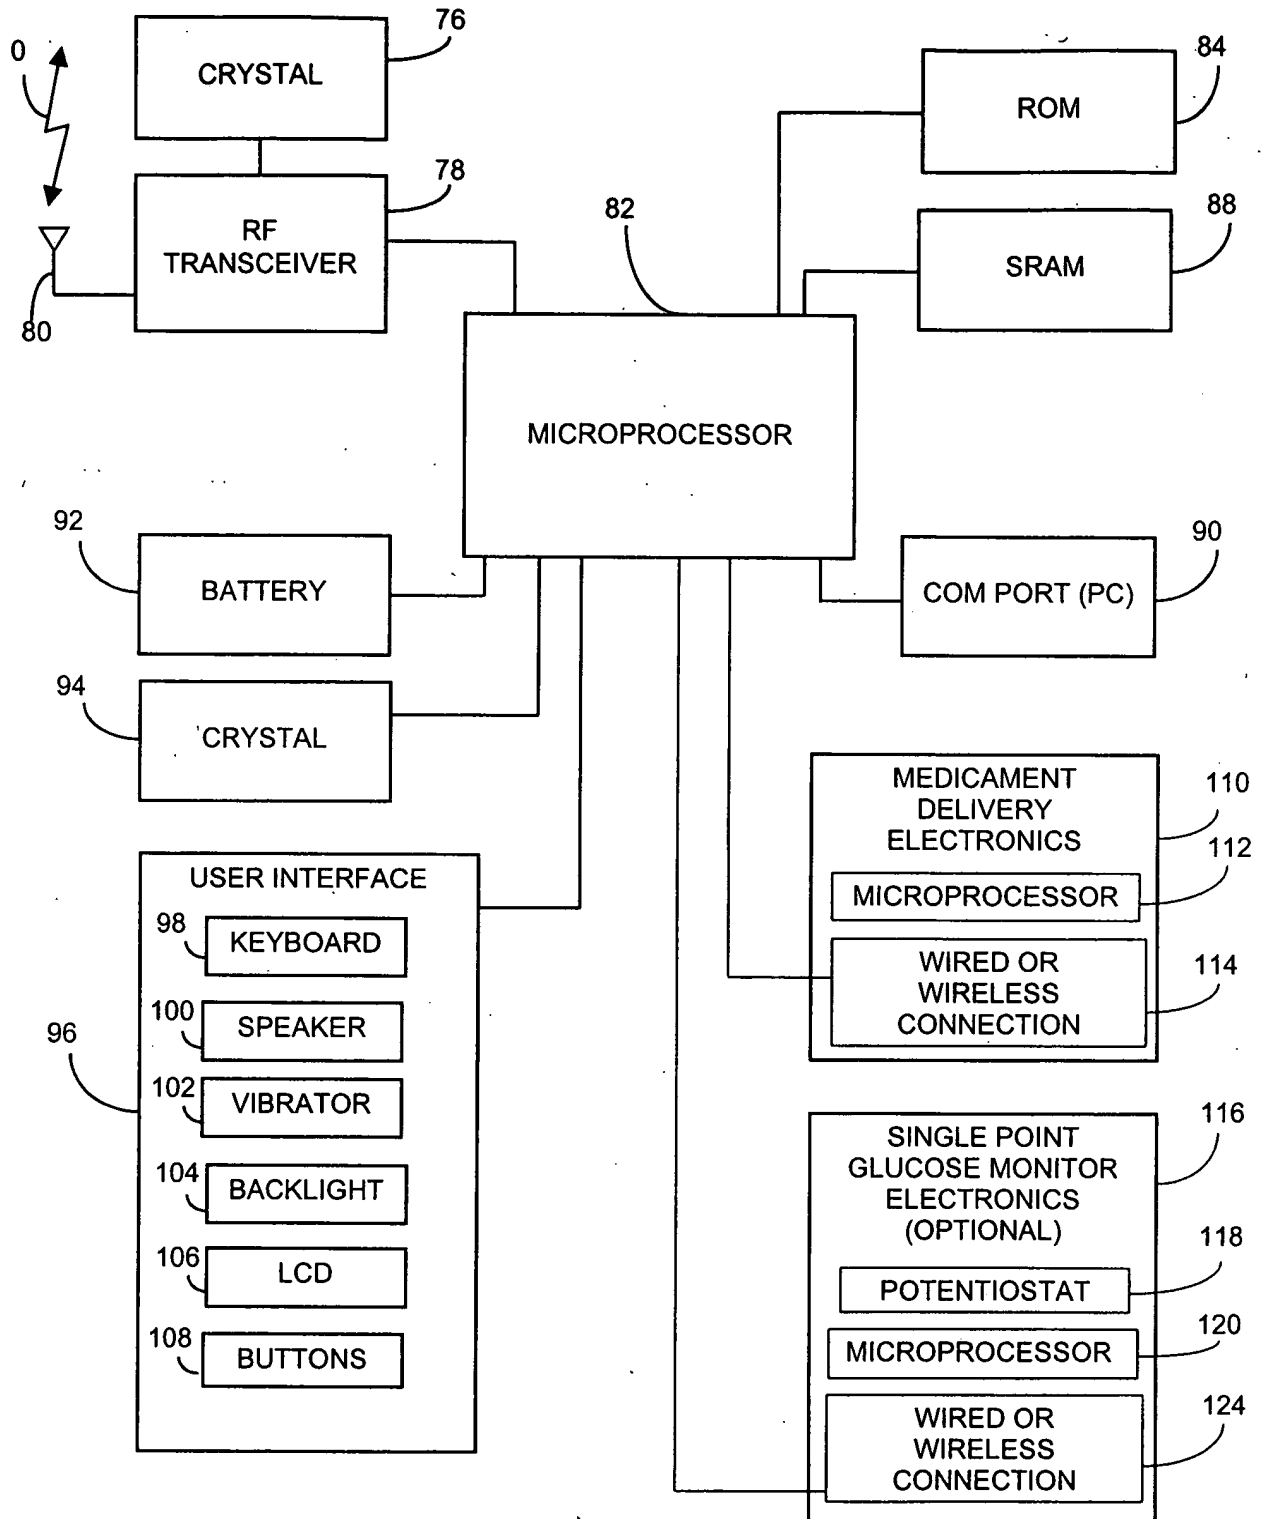 0
CRYSTAL
76
RF
TRANSCEIVER
78
80
82
MICROPROCESSOR
ROM
84
SRAM
88
92
BATTERY
COM PORT (PC)
90
94
CRYSTAL
96
USER INTERFACE
98
KEYBOARD
100
SPEAKER
102
VIBRATOR
104
BACKLIGHT
106
LCD
108
BUTTONS
MEDICAMENT
DELIVERY
ELECTRONICS
110
112
MICROPROCESSOR
WIRED OR
WIRELESS
CONNECTION
114
SINGLE POINT
GLUCOSE MONITOR
ELECTRONICS
(OPTIONAL)
116
118
POTENTIOSTAT
120
MICROPROCESSOR
WIRED OR
WIRELESS
CONNECTION
124